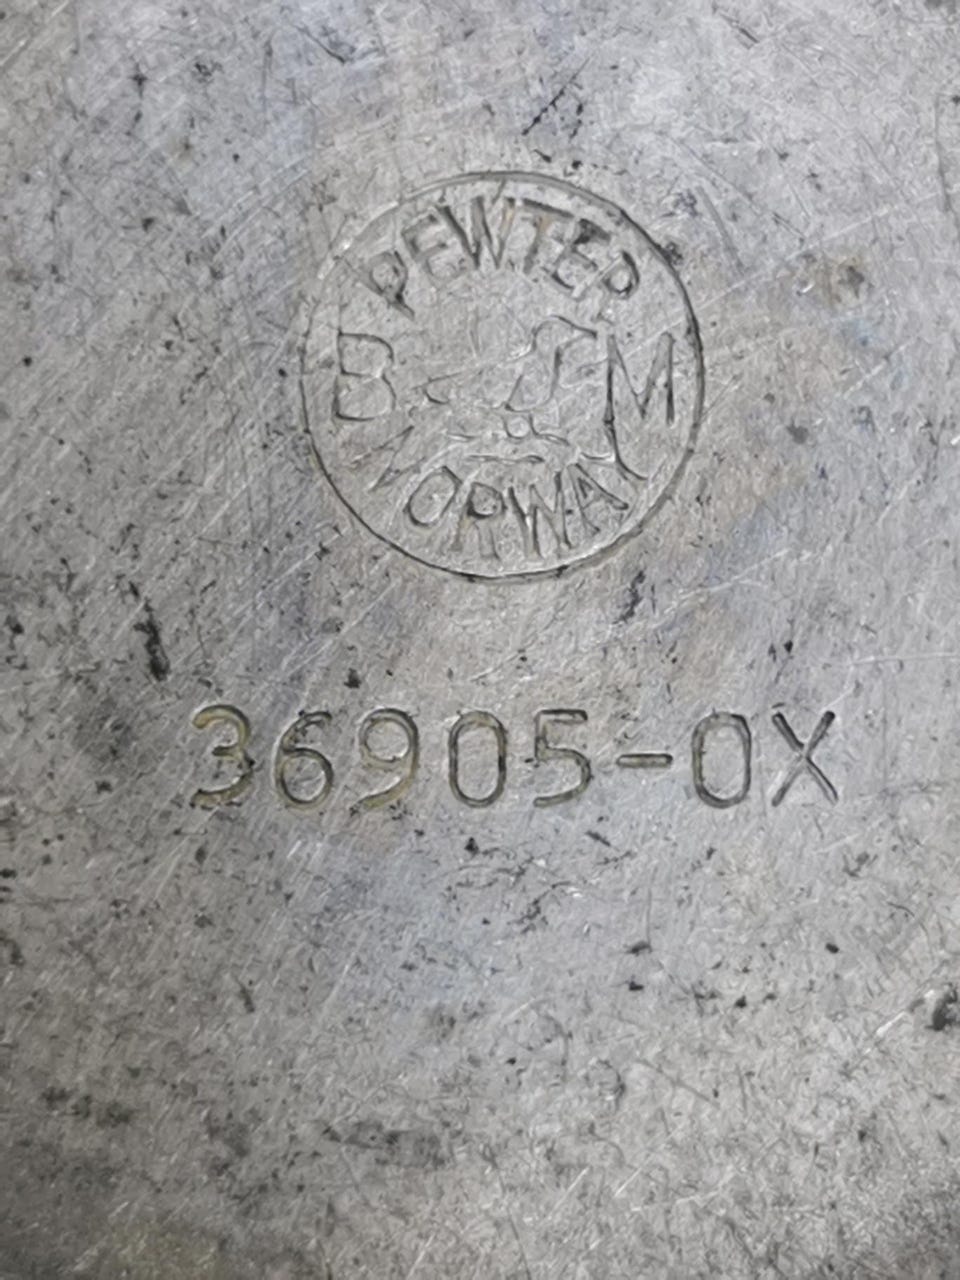 PEWTER
B M
NORWAY
36905-0X